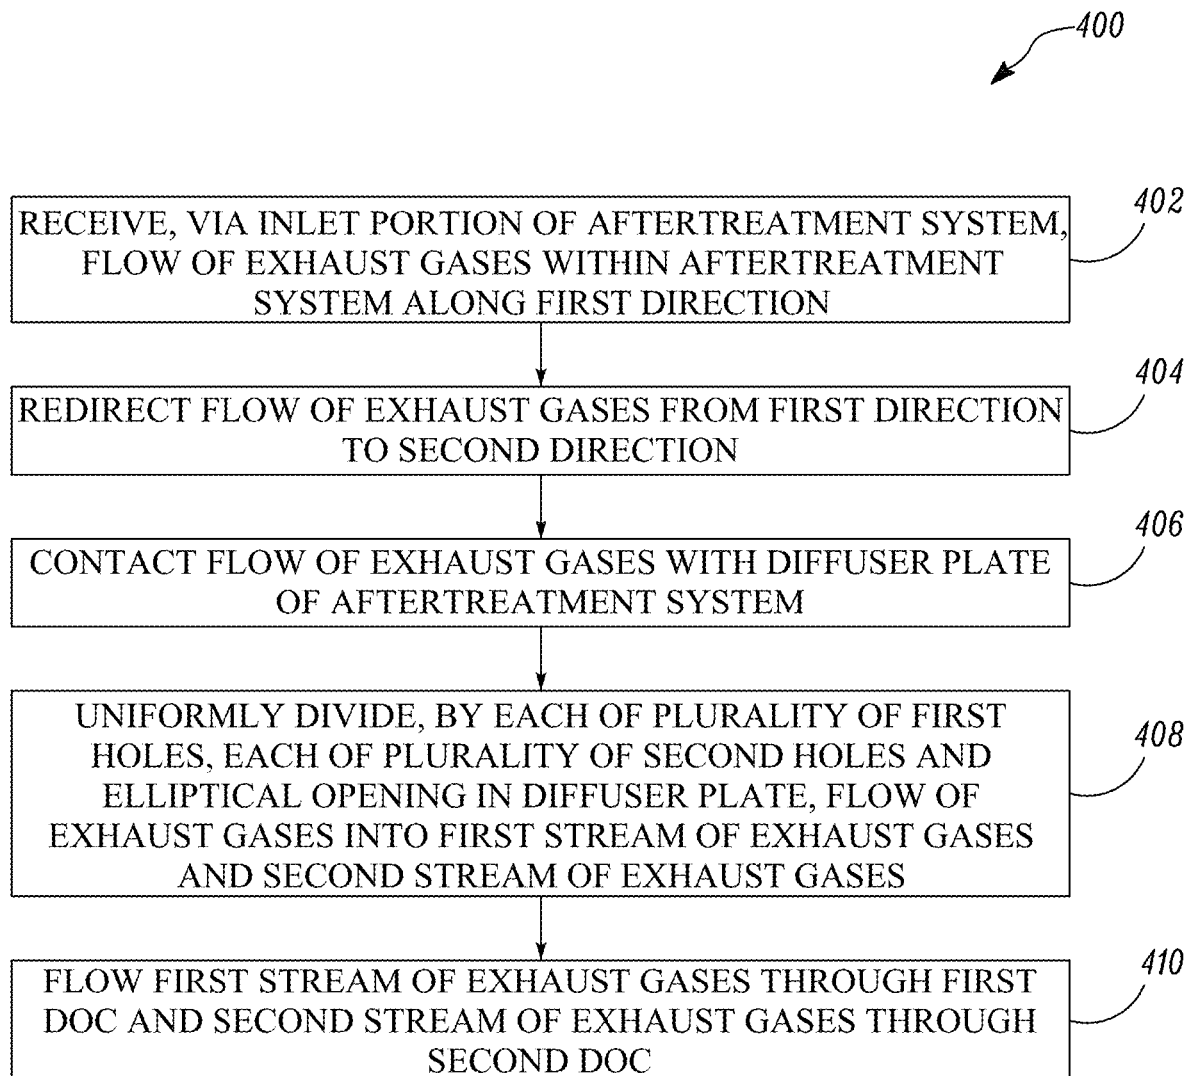 400
RECEIVE, VIA INLET PORTION OF AFTERTREATMENT SYSTEM,
FLOW OF EXHAUST GASES WITHIN AFTERTREATMENT
SYSTEM ALONG FIRST DIRECTION
402
REDIRECT FLOW OF EXHAUST GASES FROM FIRST DIRECTION
TO SECOND DIRECTION
404
CONTACT FLOW OF EXHAUST GASES WITH DIFFUSER PLATE
OF AFTERTREATMENT SYSTEM
406
UNIFORMLY DIVIDE, BY EACH OF PLURALITY OF FIRST
HOLES, EACH OF PLURALITY OF SECOND HOLES AND
ELLIPTICAL OPENING IN DIFFUSER PLATE, FLOW OF
EXHAUST GASES INTO FIRST STREAM OF EXHAUST GASES
AND SECOND STREAM OF EXHAUST GASES
408
FLOW FIRST STREAM OF EXHAUST GASES THROUGH FIRST
DOC AND SECOND STREAM OF EXHAUST GASES THROUGH
SECOND DOC
410